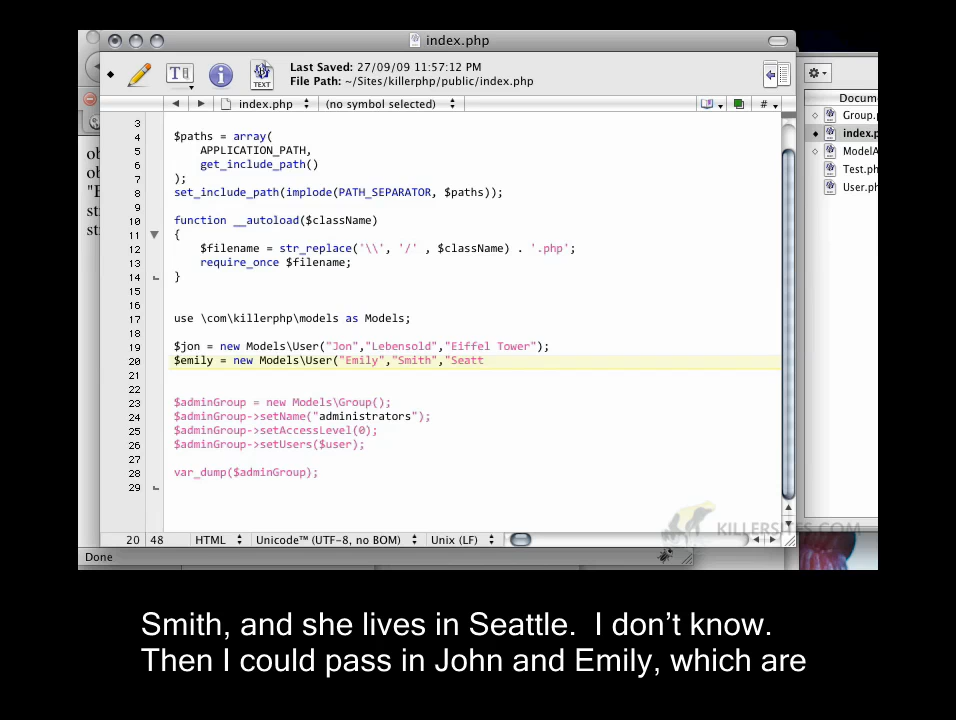 index.php
Last Saved: 27/09/09 11:57:12 PM
File Path: ~/Sites/killerphp/public/index.php
TEXT
index.php
(no symbol selected)
#
Docum
Group.p
index.p
ModelA
Test.ph
User.ph
ob
ob
"E
str
str
3
4 $paths = array(
5 APPLICATION_PATH,
6 get_include_path()
7 );
8 set_include_path(implode(PATH_SEPARATOR, $paths));
9
10 function __autoload($className)
11 {
12 $filename = str_replace('\\', '/' , $className) . '.php';
13 require_once $filename;
14 }
15
16
17 use \com\killerphp\models as Models;
18
19 $jon = new Models\User("Jon","Lebensold","Eiffel Tower");
20 $emily = new Models\User("Emily","Smith","Seatt
21
22
23 $adminGroup = new Models\Group();
24 $adminGroup->setName("administrators");
25 $adminGroup->setAccessLevel(0);
26 $adminGroup->setUsers($user);
27
28 var_dump($adminGroup);
29
KILLERSITES.COM
20 48 HTML Unicode™ (UTF-8, no BOM) Unix (LF)
Done
Smith, and she lives in Seattle. I don't know.
Then I could pass in John and Emily, which are